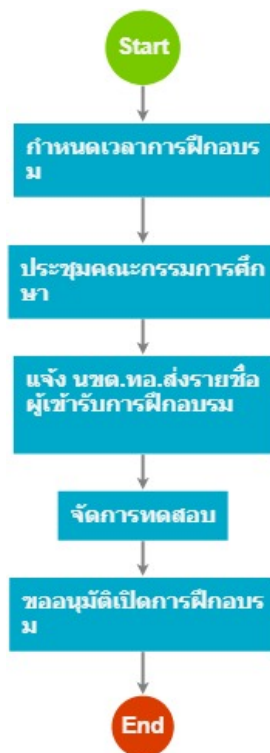 Start
กำหนดเวลาการฝึกอบร
ม
ประชุมคณะกรรมการศึก
ษา
แจ้ง นขต.ทอ.ส่งรายชื่อ
ผู้เข้ารับการฝึกอบรม
จัดการทดสอบ
ขออนุมัติเปิดการฝึกอบร
ม
End